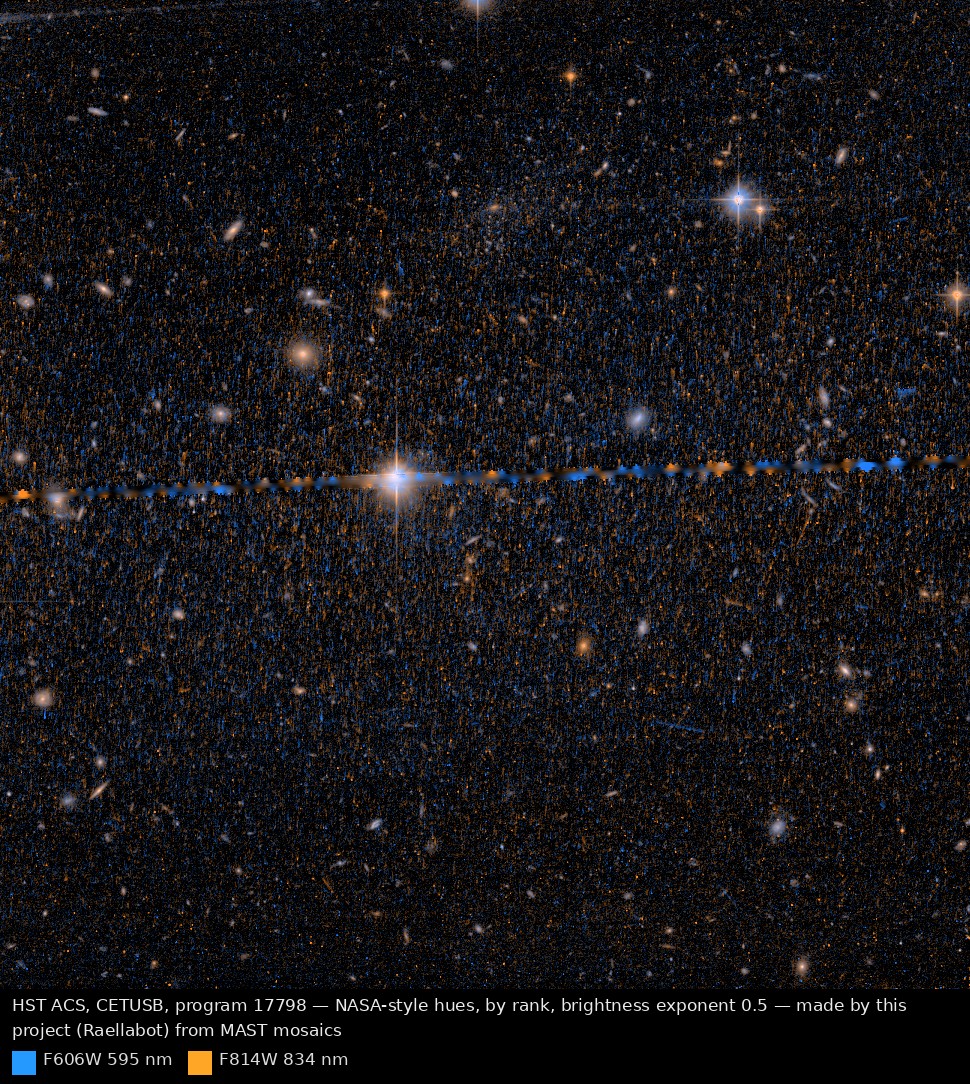 HST ACS, CETUSB, program 17798 — NASA-style hues, by rank, brightness exponent 0.5 — made by this
project (Raellabot) from MAST mosaics
F606W 595 nm F814W 834 nm